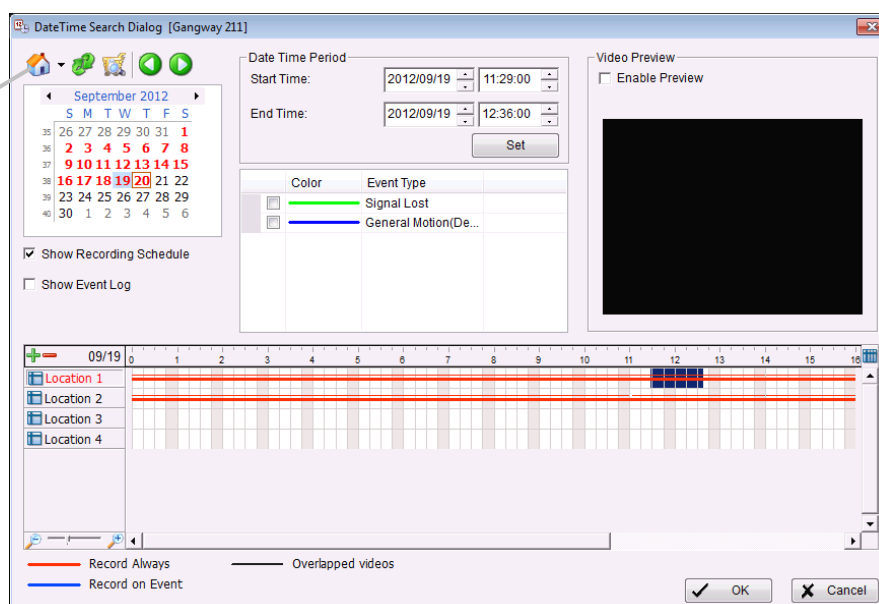 DateTime Search Dialog [Gangway 211]
Date Time Period
Start Time: 2012/09/19 11:29:00
End Time: 2012/09/19 12:36:00
Set
Video Preview
Enable Preview
September 2012
S M T W T F S
35 26 27 28 29 30 31 1
36 2 3 4 5 6 7 8
37 9 10 11 12 13 14 15
38 16 17 18 19 20 21 22
39 23 24 25 26 27 28 29
40 30 1 2 3 4 5 6
Show Recording Schedule
Show Event Log
Color Event Type
Signal Lost
General Motion(De...
09/19 0 1 2 3 4 5 6 7 8 9 10 11 12 13 14 15 16
Location 1
Location 2
Location 3
Location 4
Record Always
Overlapped videos
Record on Event
OK
Cancel